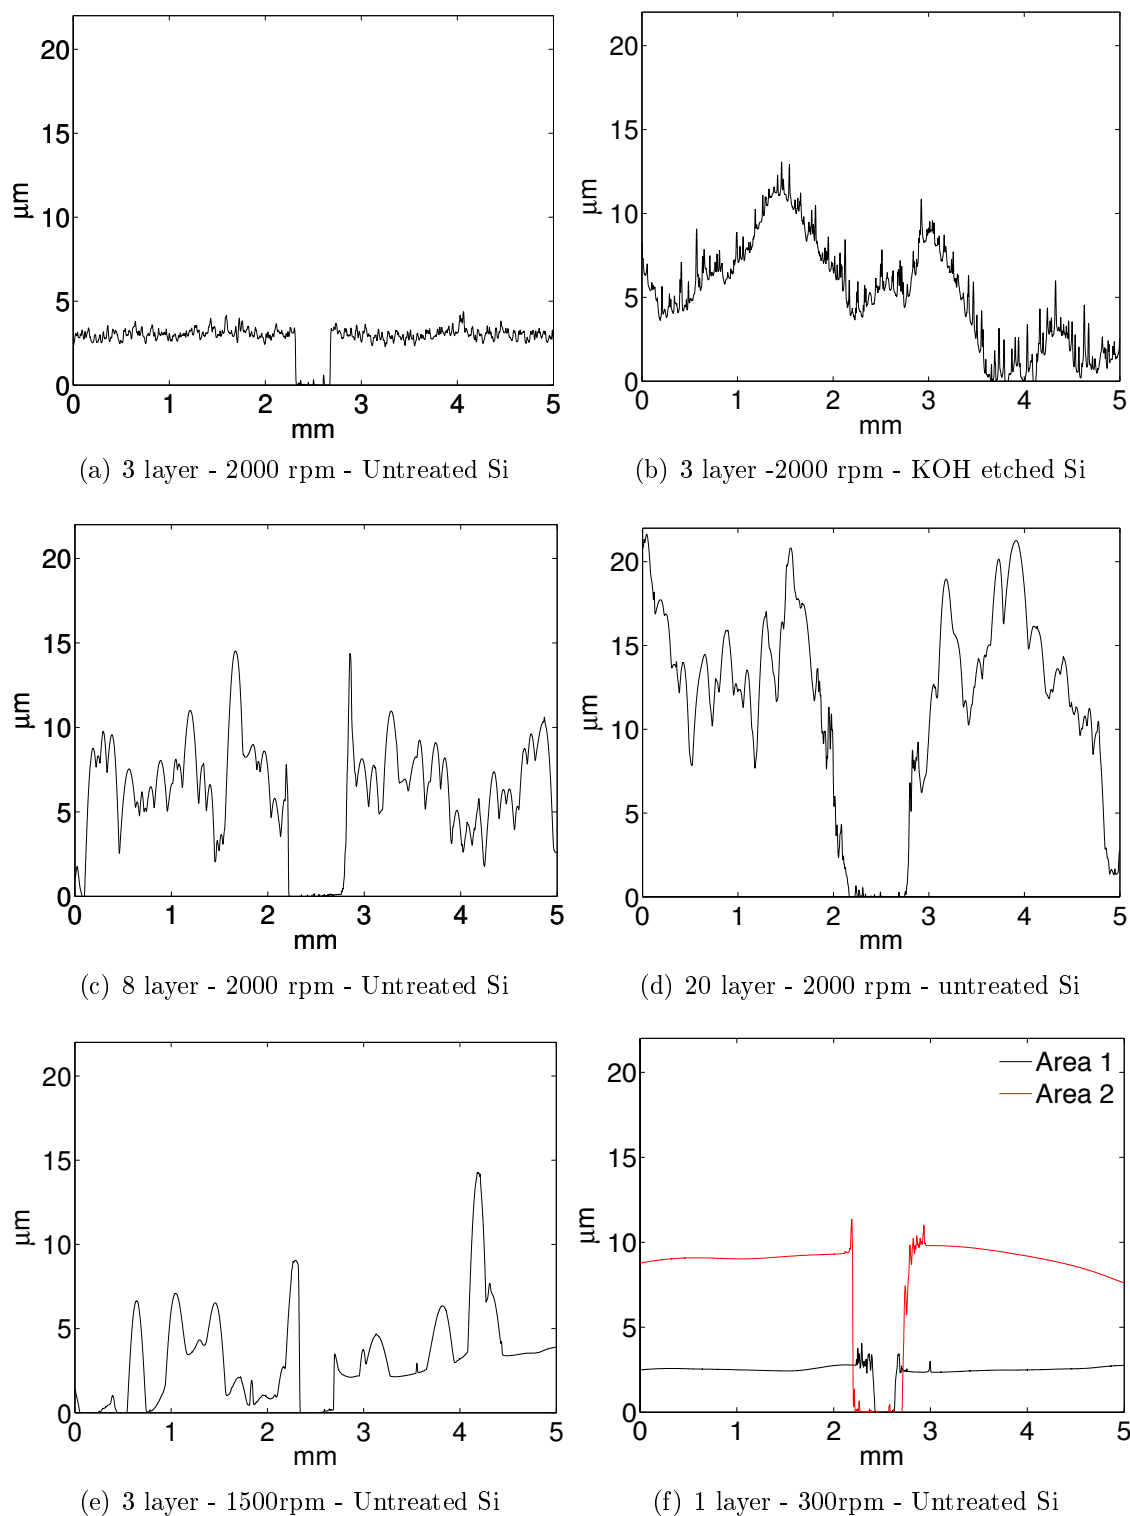 20
15
10
5
0
μm
0 1 2 3 4 5
mm
(a) 3 layer - 2000 rpm - Untreated Si
20
15
10
5
0
μm
0 1 2 3 4 5
mm
(b) 3 layer -2000 rpm - KOH etched Si
20
15
10
5
0
μm
0 1 2 3 4 5
mm
(c) 8 layer - 2000 rpm - Untreated Si
20
15
10
5
0
μm
0 1 2 3 4 5
mm
(d) 20 layer - 2000 rpm - untreated Si
20
15
10
5
0
μm
0 1 2 3 4 5
mm
(e) 3 layer - 1500rpm - Untreated Si
Area 1
Area 2
20
15
10
5
0
μm
0 1 2 3 4 5
mm
(f) 1 layer - 300rpm - Untreated Si